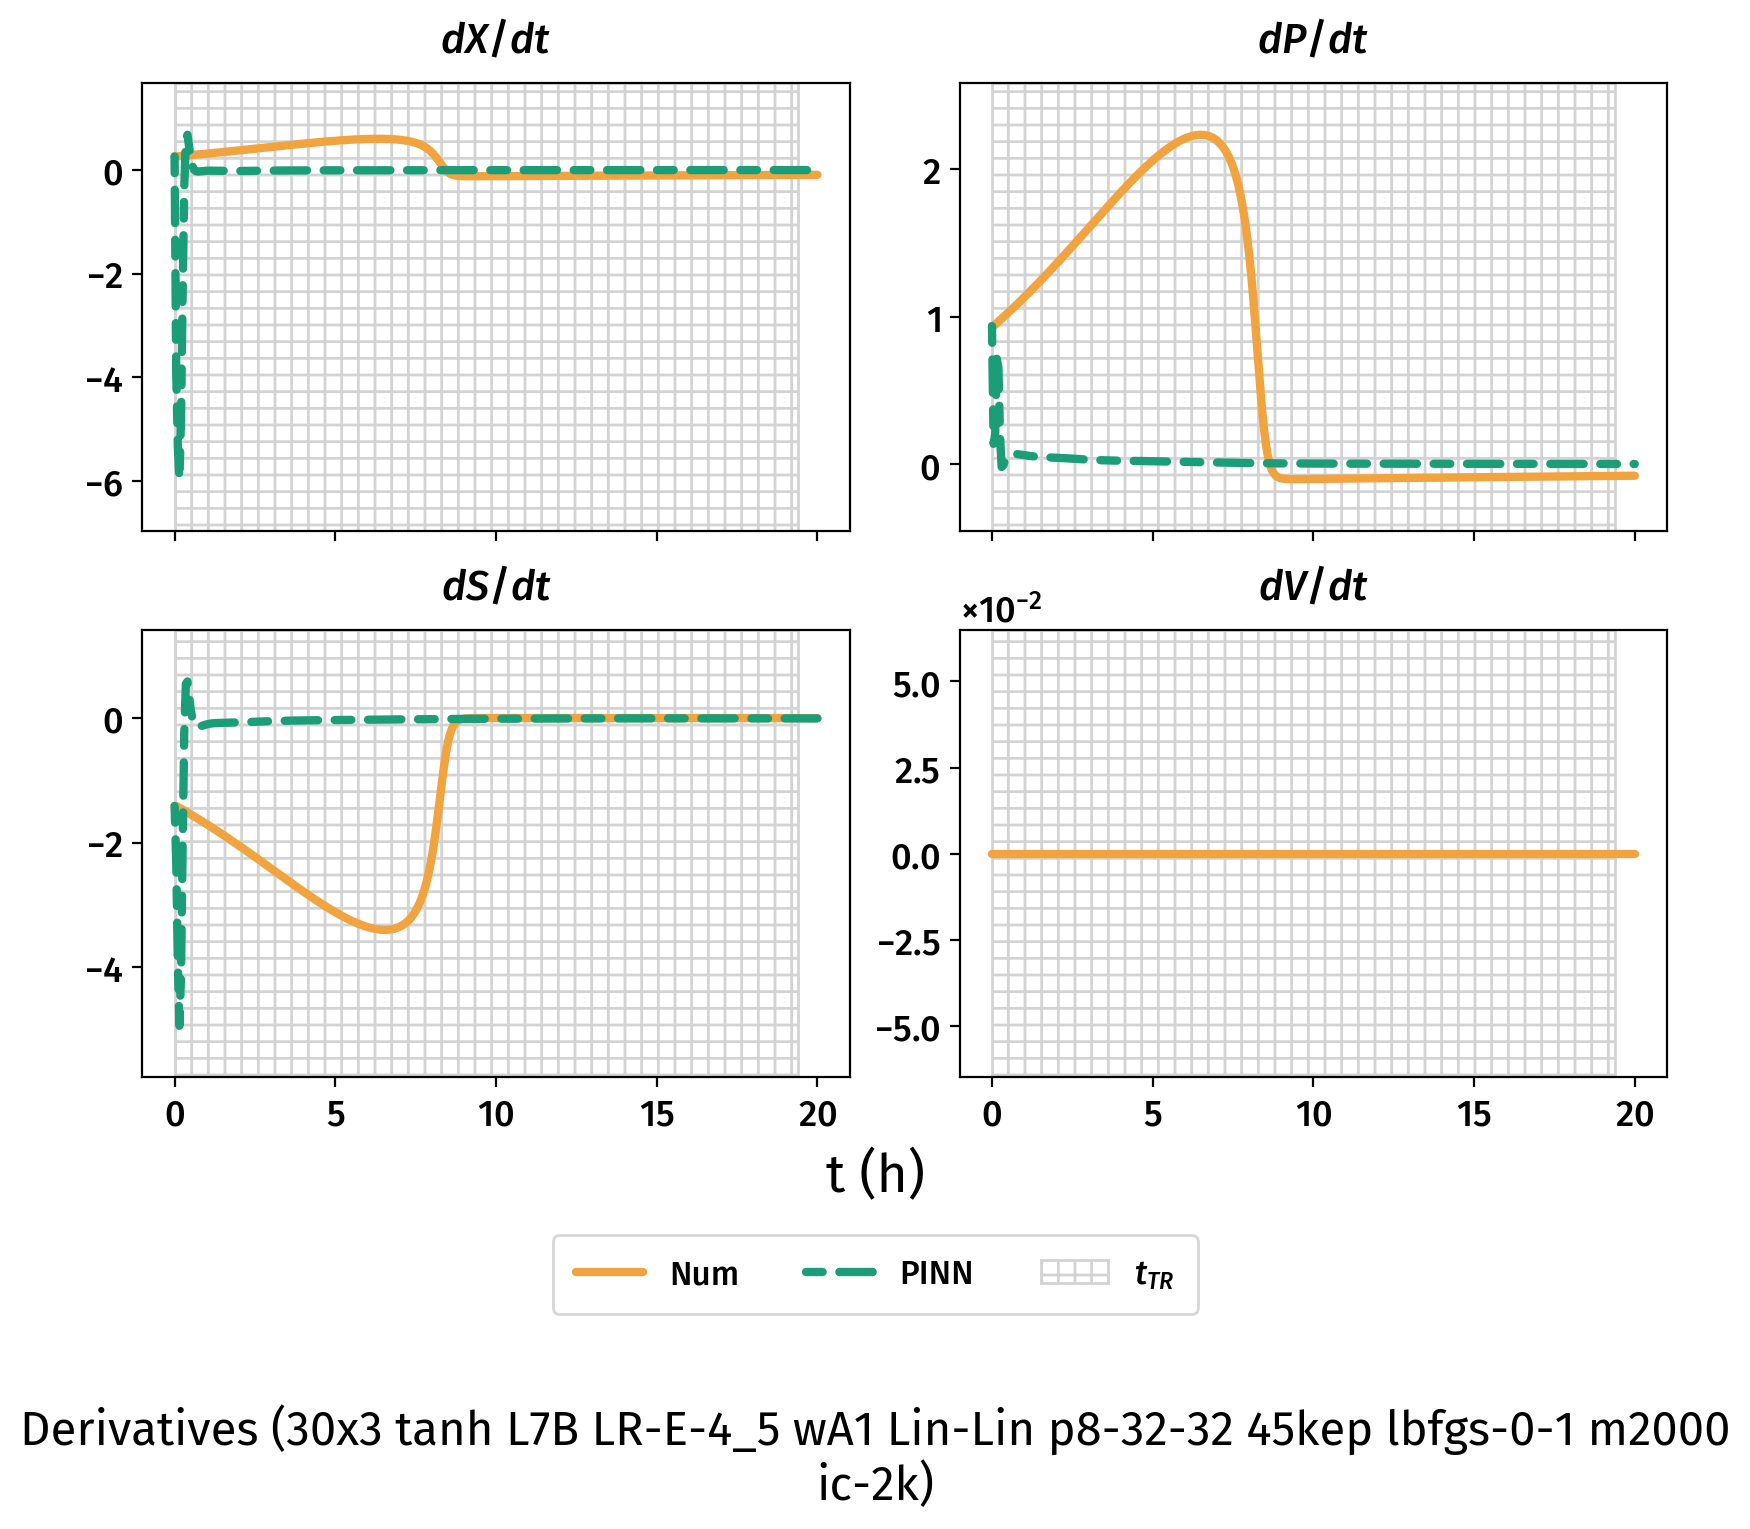 dX/dt
dP/dt
0
−2
−4
−6
2
1
0
dS/dt
dV/dt
×10⁻²
0
−2
−4
5.0
2.5
0.0
−2.5
−5.0
0 5 10 15 20
0 5 10 15 20
t (h)
Num PINN t_TR
Derivatives (30x3 tanh L7B LR-E-4_5 wA1 Lin-Lin p8-32-32 45kep lbfgs-0-1 m2000
ic-2k)